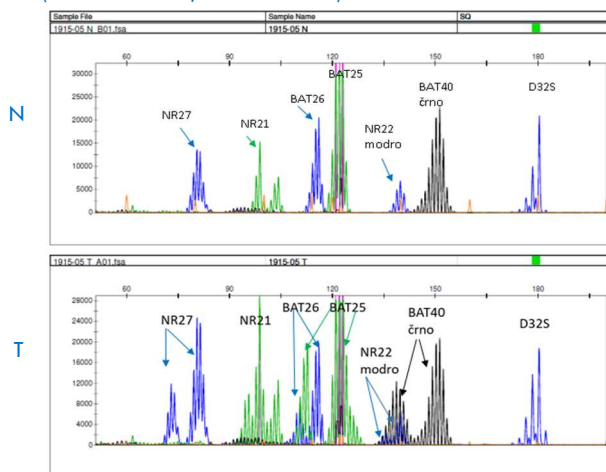 Sample File Sample Name SQ
1915-05 N_B01.fsa 1915-05 N
60 90 120 150 180
30000
25000
20000
15000
10000
5000
0
N
NR27
NR21
BAT26
BAT25
NR22
modro
BAT40
črno
D32S
1915-05 T_A01.fsa 1915-05 T
60 90 120 150 180
28000
24000
20000
16000
12000
8000
4000
0
T
NR27
NR21
BAT26
BAT25
NR22
modro
BAT40
črno
D32S